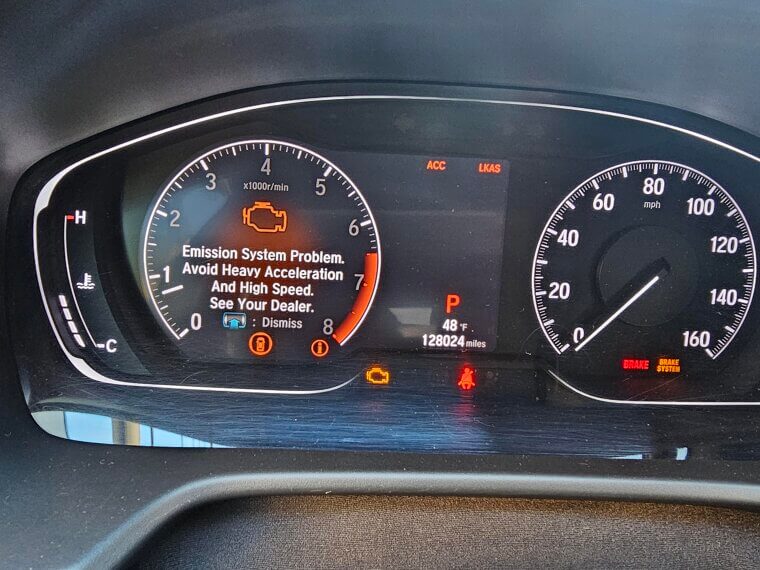 ACC LKAS
4
3
5
x1000r/min
2
6
Emission System Problem.
Avoid Heavy Acceleration
And High Speed.
See Your Dealer.
: Dismiss
1
7
0
8
H
C
i
P
48 °F
128024 miles
80
60
100
mph
40
120
20
140
0
160
BRAKE
BRAKE
SYSTEM